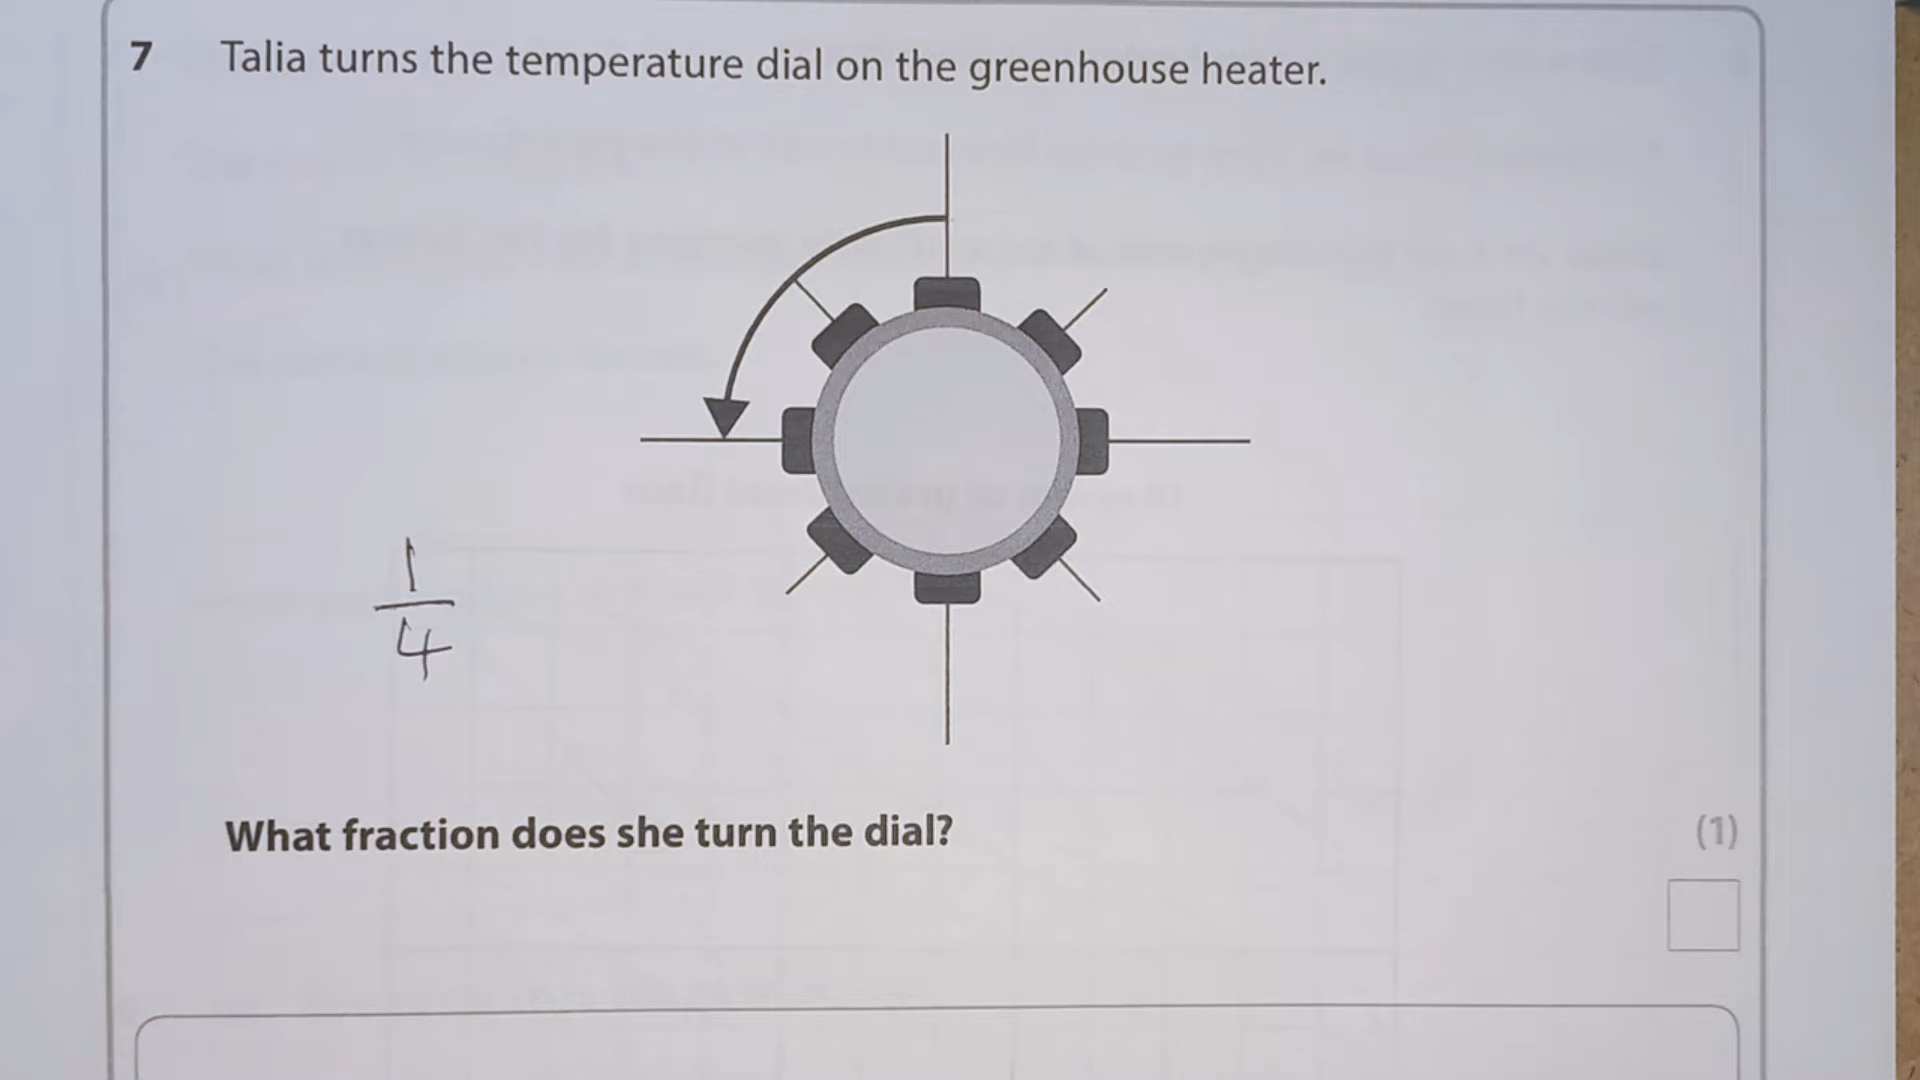 7 Talia turns the temperature dial on the greenhouse heater.
1
4
What fraction does she turn the dial?
(1)